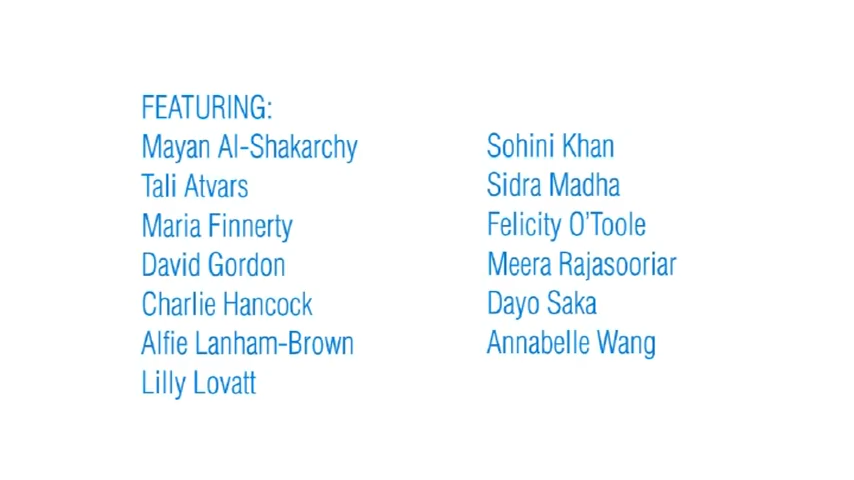 FEATURING:
Mayan Al-Shakarchy
Tali Atvars
Maria Finnerty
David Gordon
Charlie Hancock
Alfie Lanham-Brown
Lilly Lovatt
Sohini Khan
Sidra Madha
Felicity O'Toole
Meera Rajasooriar
Dayo Saka
Annabelle Wang